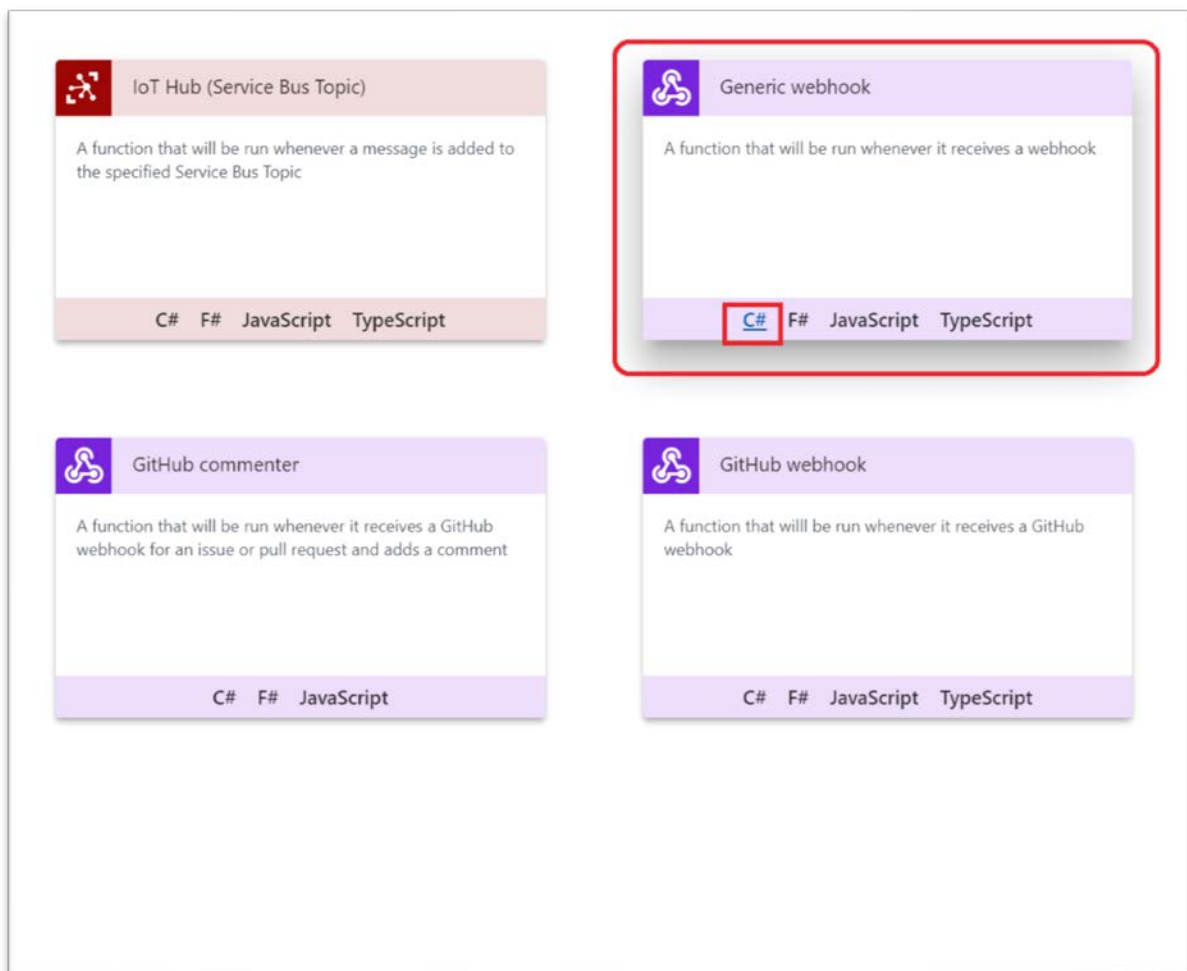 IoT Hub (Service Bus Topic)
A function that will be run whenever a message is added to
the specified Service Bus Topic
C# F# JavaScript TypeScript
Generic webhook
A function that will be run whenever it receives a webhook
C# F# JavaScript TypeScript
GitHub commenter
A function that will be run whenever it receives a GitHub
webhook for an issue or pull request and adds a comment
C# F# JavaScript
GitHub webhook
A function that willl be run whenever it receives a GitHub
webhook
C# F# JavaScript TypeScript